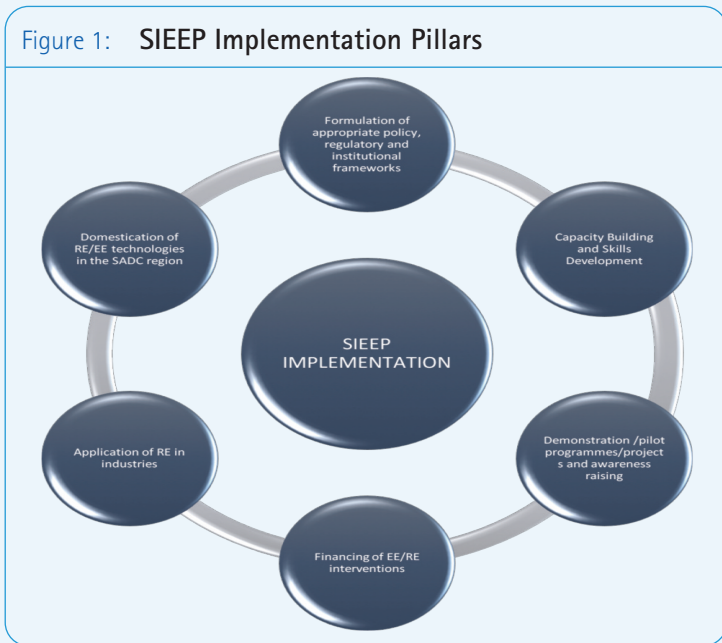 Figure 1: SIEEP Implementation Pillars
Formulation of
appropriate policy,
regulatory and
institutional
frameworks
Capacity Building
and Skills
Development
Demonstration /pilot
programmes/project
s and awareness
raising
Financing of EE/RE
interventions
Application of RE in
industries
Domestication of
RE/EE technologies
in the SADC region
SIEEP
IMPLEMENTATION